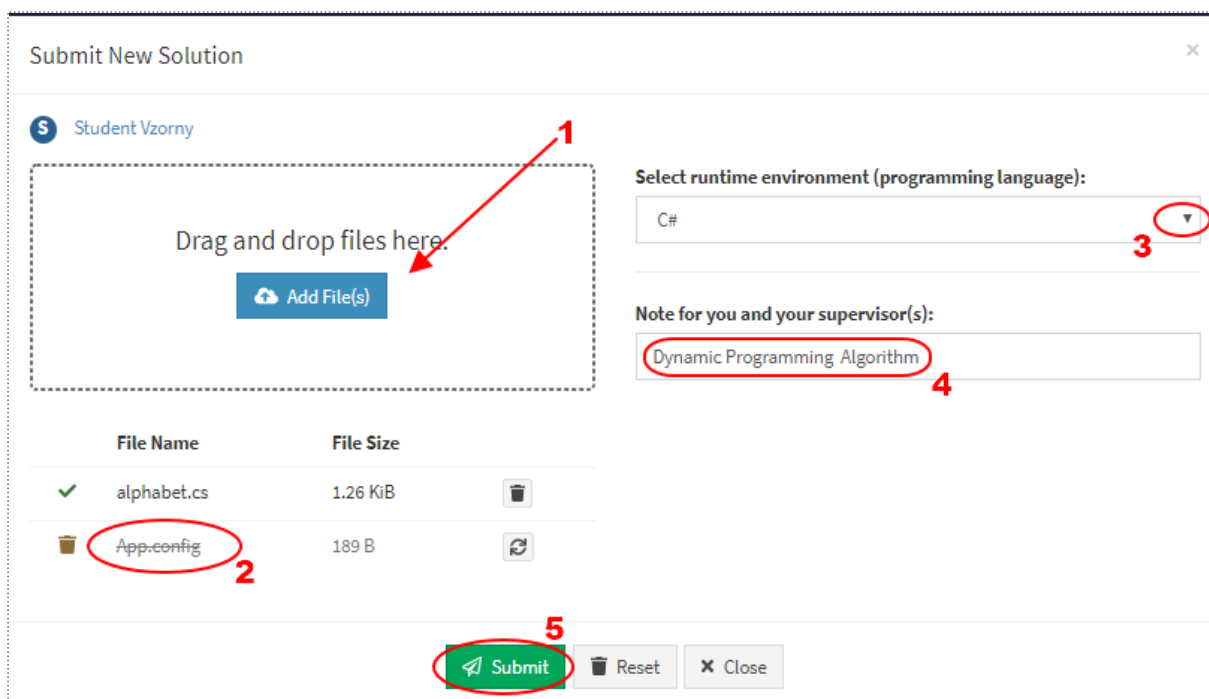 Submit New Solution
×
S Student Vzorny
1
Drag and drop files here.
Add File(s)
Select runtime environment (programming language):
C#
3
Note for you and your supervisor(s):
Dynamic Programming Algorithm
4
File Name File Size
alphabet.cs 1.26 KiB
App.config 189 B
2
5
Submit Reset Close